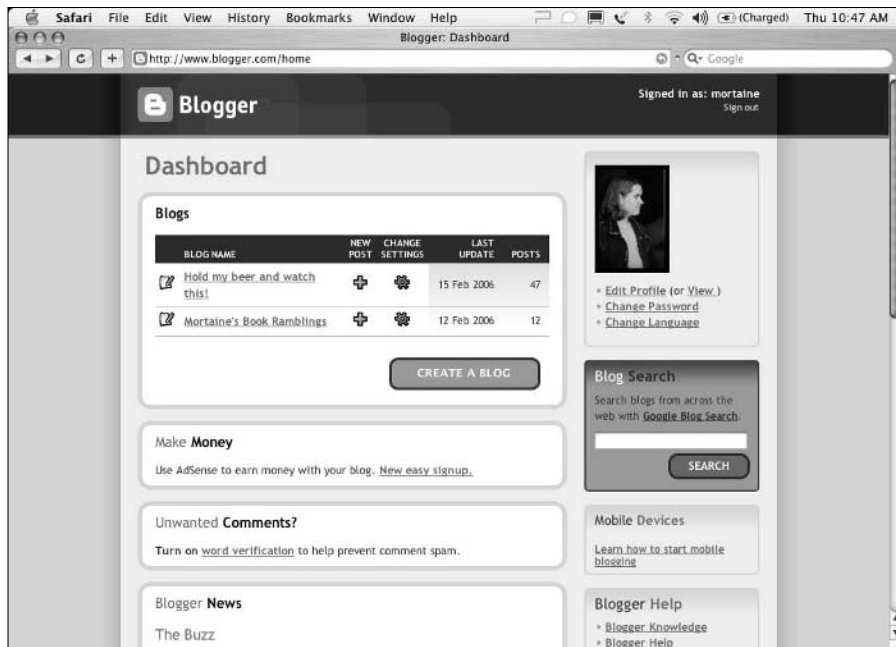 Safari File Edit View History Bookmarks Window Help (Charged) Thu 10:47 AM
Blogger: Dashboard
http://www.blogger.com/home
Google
Blogger
Signed in as: mortaine
Sign out
Dashboard
Blogs
BLOG NAME NEW POST CHANGE SETTINGS LAST UPDATE POSTS
Hold my beer and watch this! 15 Feb 2006 47
Mortaine's Book Ramblings 12 Feb 2006 12
CREATE A BLOG
Make Money
Use AdSense to earn money with your blog. New easy signup.
Unwanted Comments?
Turn on word verification to help prevent comment spam.
Blogger News
The Buzz
Edit Profile (or View )
Change Password
Change Language
Blog Search
Search blogs from across the
web with Google Blog Search.
SEARCH
Mobile Devices
Learn how to start mobile
blogging
Blogger Help
Blogger Knowledge
Blogger Help